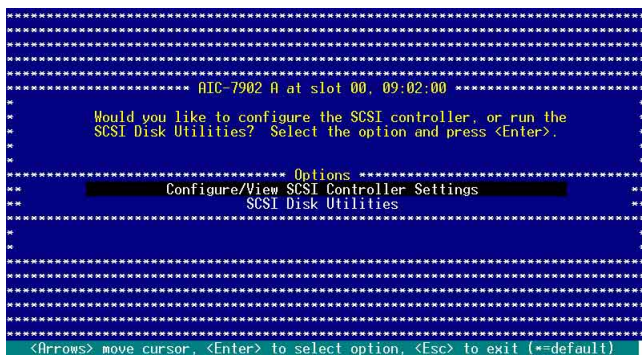 AIC-7902 A at slot 00, 09:02:00
Would you like to configure the SCSI controller, or run the
SCSI Disk Utilities? Select the option and press <Enter>.
Options
Configure/View SCSI Controller Settings
SCSI Disk Utilities
<Arrows> move cursor, <Enter> to select option, <Esc> to exit (*=default)